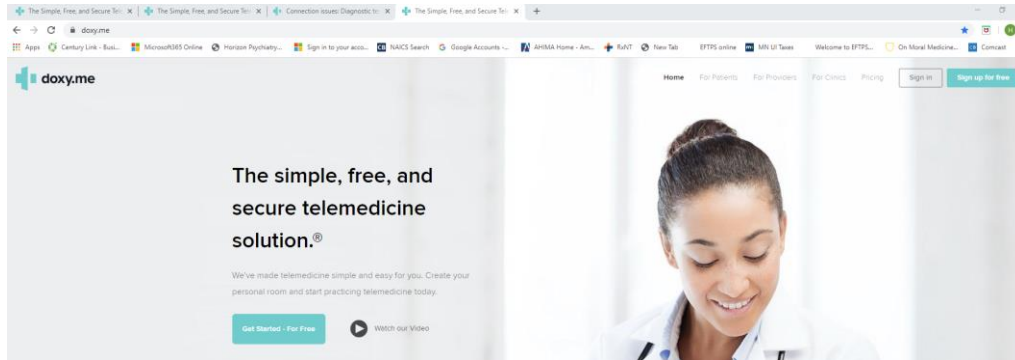 The Simple, Free, and Secure Tel
The Simple, Free, and Secure Tel
Connection issues: Diagnostic to
The Simple, Free, and Secure Tel
doxy.me
Apps
Century Link - Busi...
Microsoft365 Online
Horizon Psychiatry...
Sign in to your acco...
NAICS Search
Google Accounts -...
AHIMA Home - Am...
RxNT
New Tab
EFTPS online
MN UI Taxes
Welcome to EFTPS...
On Moral Medicine...
Comcast
doxy.me
Home
For Patients
For Providers
For Clinics
Pricing
Sign in
Sign up for free
The simple, free, and
secure telemedicine
solution.®
We've made telemedicine simple and easy for you. Create your
personal room and start practicing telemedicine today.
Get Started - For Free
Watch our Video